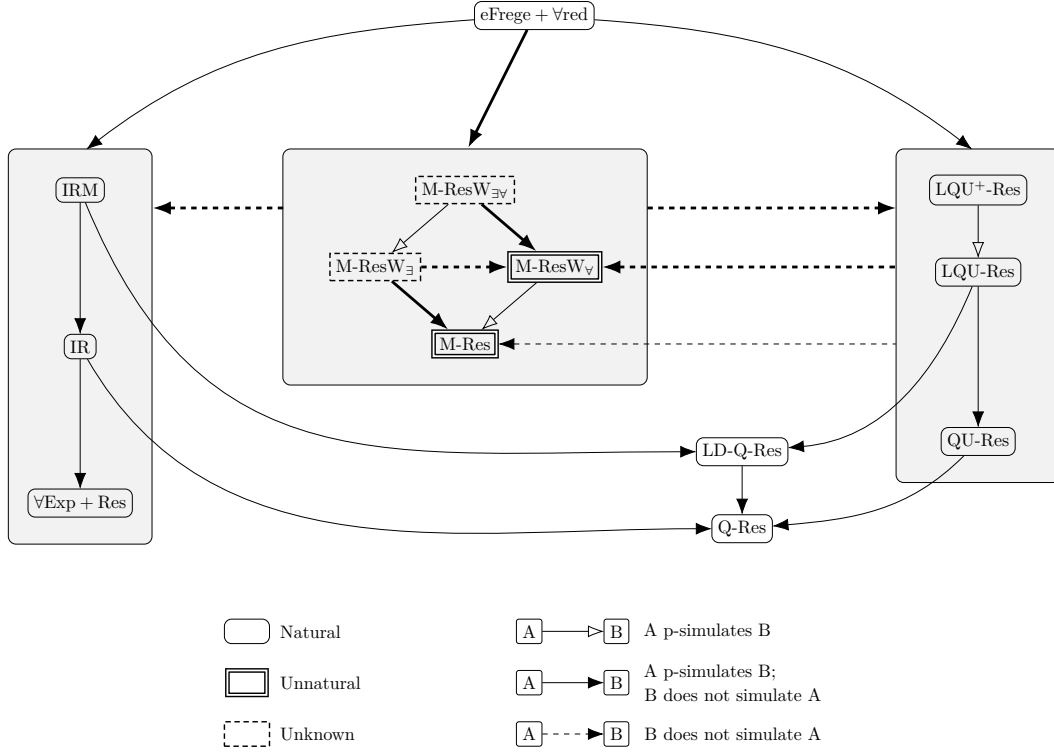 eFrege + ∀red
IRM
M-ResW∃∀
LQU⁺-Res
M-ResW∃
M-ResW∀
LQU-Res
IR
M-Res
LD-Q-Res
QU-Res
∀Exp + Res
Q-Res
Natural
A
B
A p-simulates B
Unnatural
A
B
A p-simulates B;
B does not simulate A
Unknown
A
B
B does not simulate A